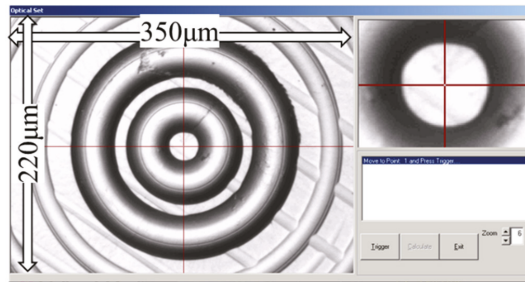 Optical Set
350µm
220µm
Move to Point : 1 and Press Trigger
Zoom
6
Trigger
Calculate
Exit